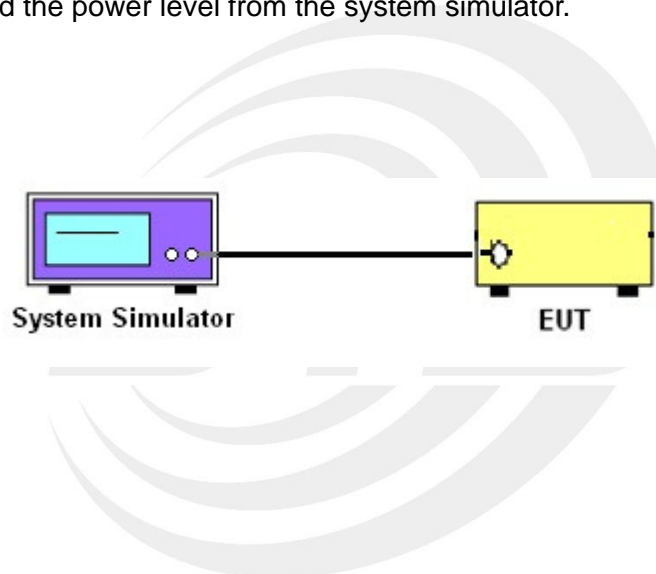 d the power level from the system simulator.
System Simulator
EUT